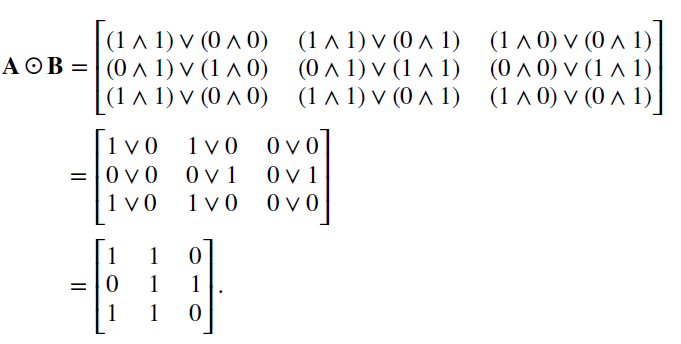 (1 ∧ 1) ∨ (0 ∧ 0) (1 ∧ 1) ∨ (0 ∧ 1) (1 ∧ 0) ∨ (0 ∧ 1)
A ⊙ B = (0 ∧ 1) ∨ (1 ∧ 0) (0 ∧ 1) ∨ (1 ∧ 1) (0 ∧ 0) ∨ (1 ∧ 1)
(1 ∧ 1) ∨ (0 ∧ 0) (1 ∧ 1) ∨ (0 ∧ 1) (1 ∧ 0) ∨ (0 ∧ 1)
1 ∨ 0 1 ∨ 0 0 ∨ 0
= 0 ∨ 0 0 ∨ 1 0 ∨ 1
1 ∨ 0 1 ∨ 0 0 ∨ 0
1 1 0
= 0 1 1 .
1 1 0